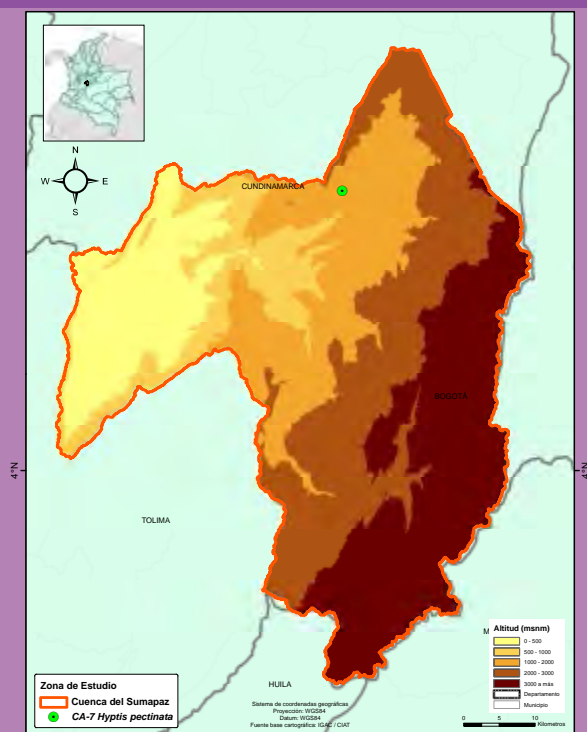 N
W
E
S
CUNDINAMARCA
BOGOTÁ
4°N
4°N
TOLIMA
HUILA
M
Zona de Estudio
Cuenca del Sumapaz
CA-7 Hyptis pectinata
Sistema de coordenadas geográficas
Proyección: WGS84
Datum: WGS84
Fuente base cartográfica: IGAC / CIAT
Altitud (msnm)
0 - 500
500 - 1000
1000 - 2000
2000 - 3000
3000 a más
Departamento
Municipio
0 5 10
Kilometros